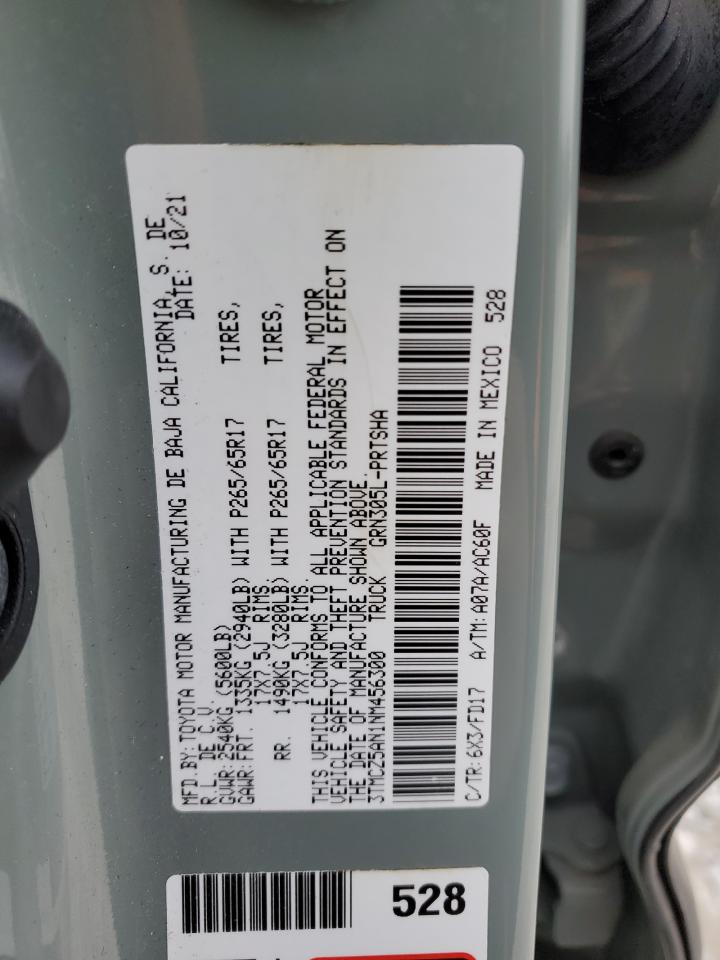 MFD.BY:TOYOTA MOTOR MANUFACTURING DE BAJA CALIFORNIA, S. DE
R.L. DE C.V. DATE: 10/21
GVWR:2540KG (5600LB)
GAWR:FRT. 1335KG (2940LB) WITH P265/65R17 TIRES,
17X7.5J RIMS.
RR. 1490KG (3280LB) WITH P265/65R17 TIRES,
17X7.5J RIMS.
THIS VEHICLE CONFORMS TO ALL APPLICABLE FEDERAL MOTOR
VEHICLE SAFETY AND THEFT PREVENTION STANDARDS IN EFFECT ON
THE DATE OF MANUFACTURE SHOWN ABOVE.
3TMCZ5AN1NM456300 TRUCK GRN305L-PRTSHA
C/TR:6X3/FD17 A/TM:A07A/AC60F MADE IN MEXICO 528
528